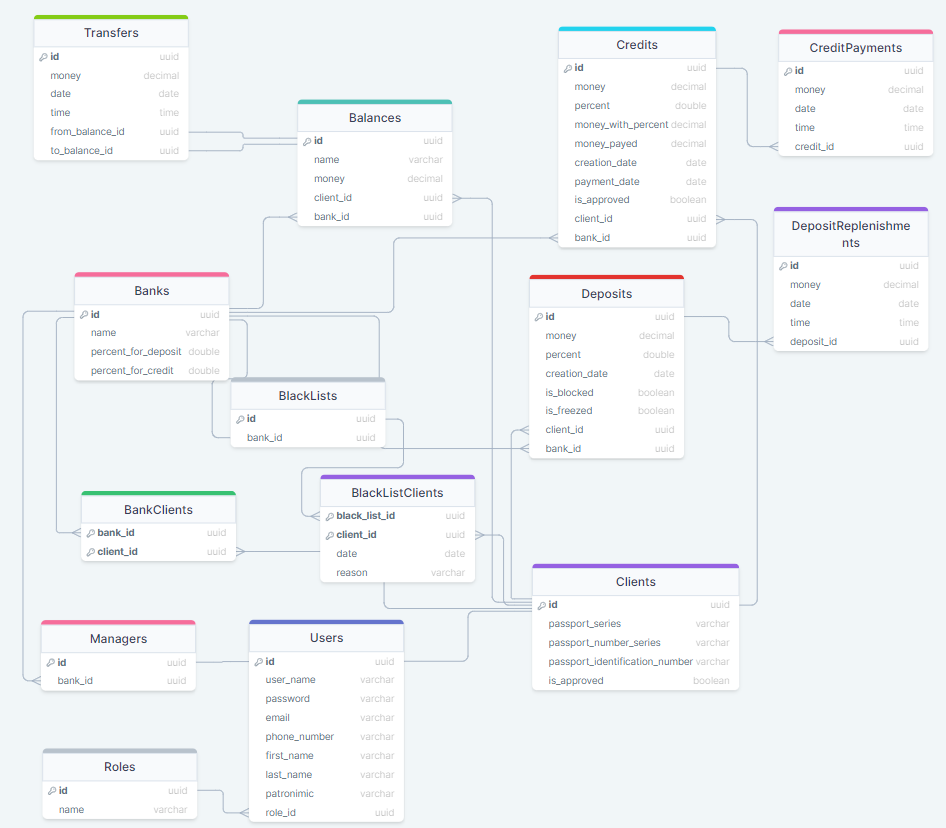 Transfers
id uuid
money decimal
date date
time time
from_balance_id uuid
to_balance_id uuid
Balances
id uuid
name varchar
money decimal
client_id uuid
bank_id uuid
Credits
id uuid
money decimal
percent double
money_with_percent decimal
money_payed decimal
creation_date date
payment_date date
is_approved boolean
client_id uuid
bank_id uuid
CreditPayments
id uuid
money decimal
date date
time time
credit_id uuid
DepositReplenishme
nts
id uuid
money decimal
date date
time time
deposit_id uuid
Banks
id uuid
name varchar
percent_for_deposit double
percent_for_credit double
Deposits
id uuid
money decimal
percent double
creation_date date
is_blocked boolean
is_freezed boolean
client_id uuid
bank_id uuid
BlackLists
id uuid
bank_id uuid
BlackListClients
black_list_id uuid
client_id uuid
date date
reason varchar
BankClients
bank_id uuid
client_id uuid
Clients
id uuid
passport_series varchar
passport_number_series varchar
passport_identification_number varchar
is_approved boolean
Managers
id uuid
bank_id uuid
Users
id uuid
user_name varchar
password varchar
email varchar
phone_number varchar
first_name varchar
last_name varchar
patronimic varchar
role_id uuid
Roles
id uuid
name varchar